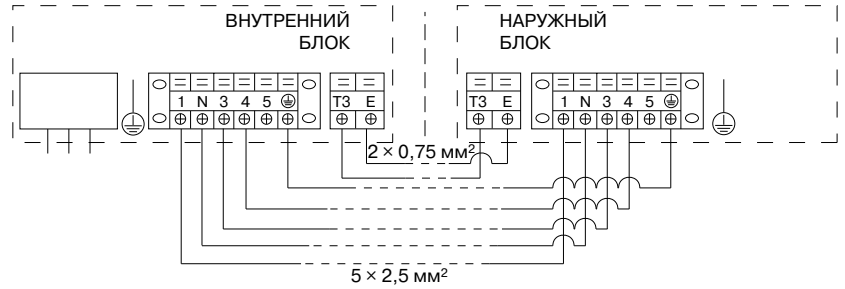 ВНУТРЕННИЙ
БЛОК
НАРУЖНЫЙ
БЛОК
1 N 3 4 5
T3 E
T3 E
1 N 3 4 5
2 × 0,75 мм²
5 × 2,5 мм²